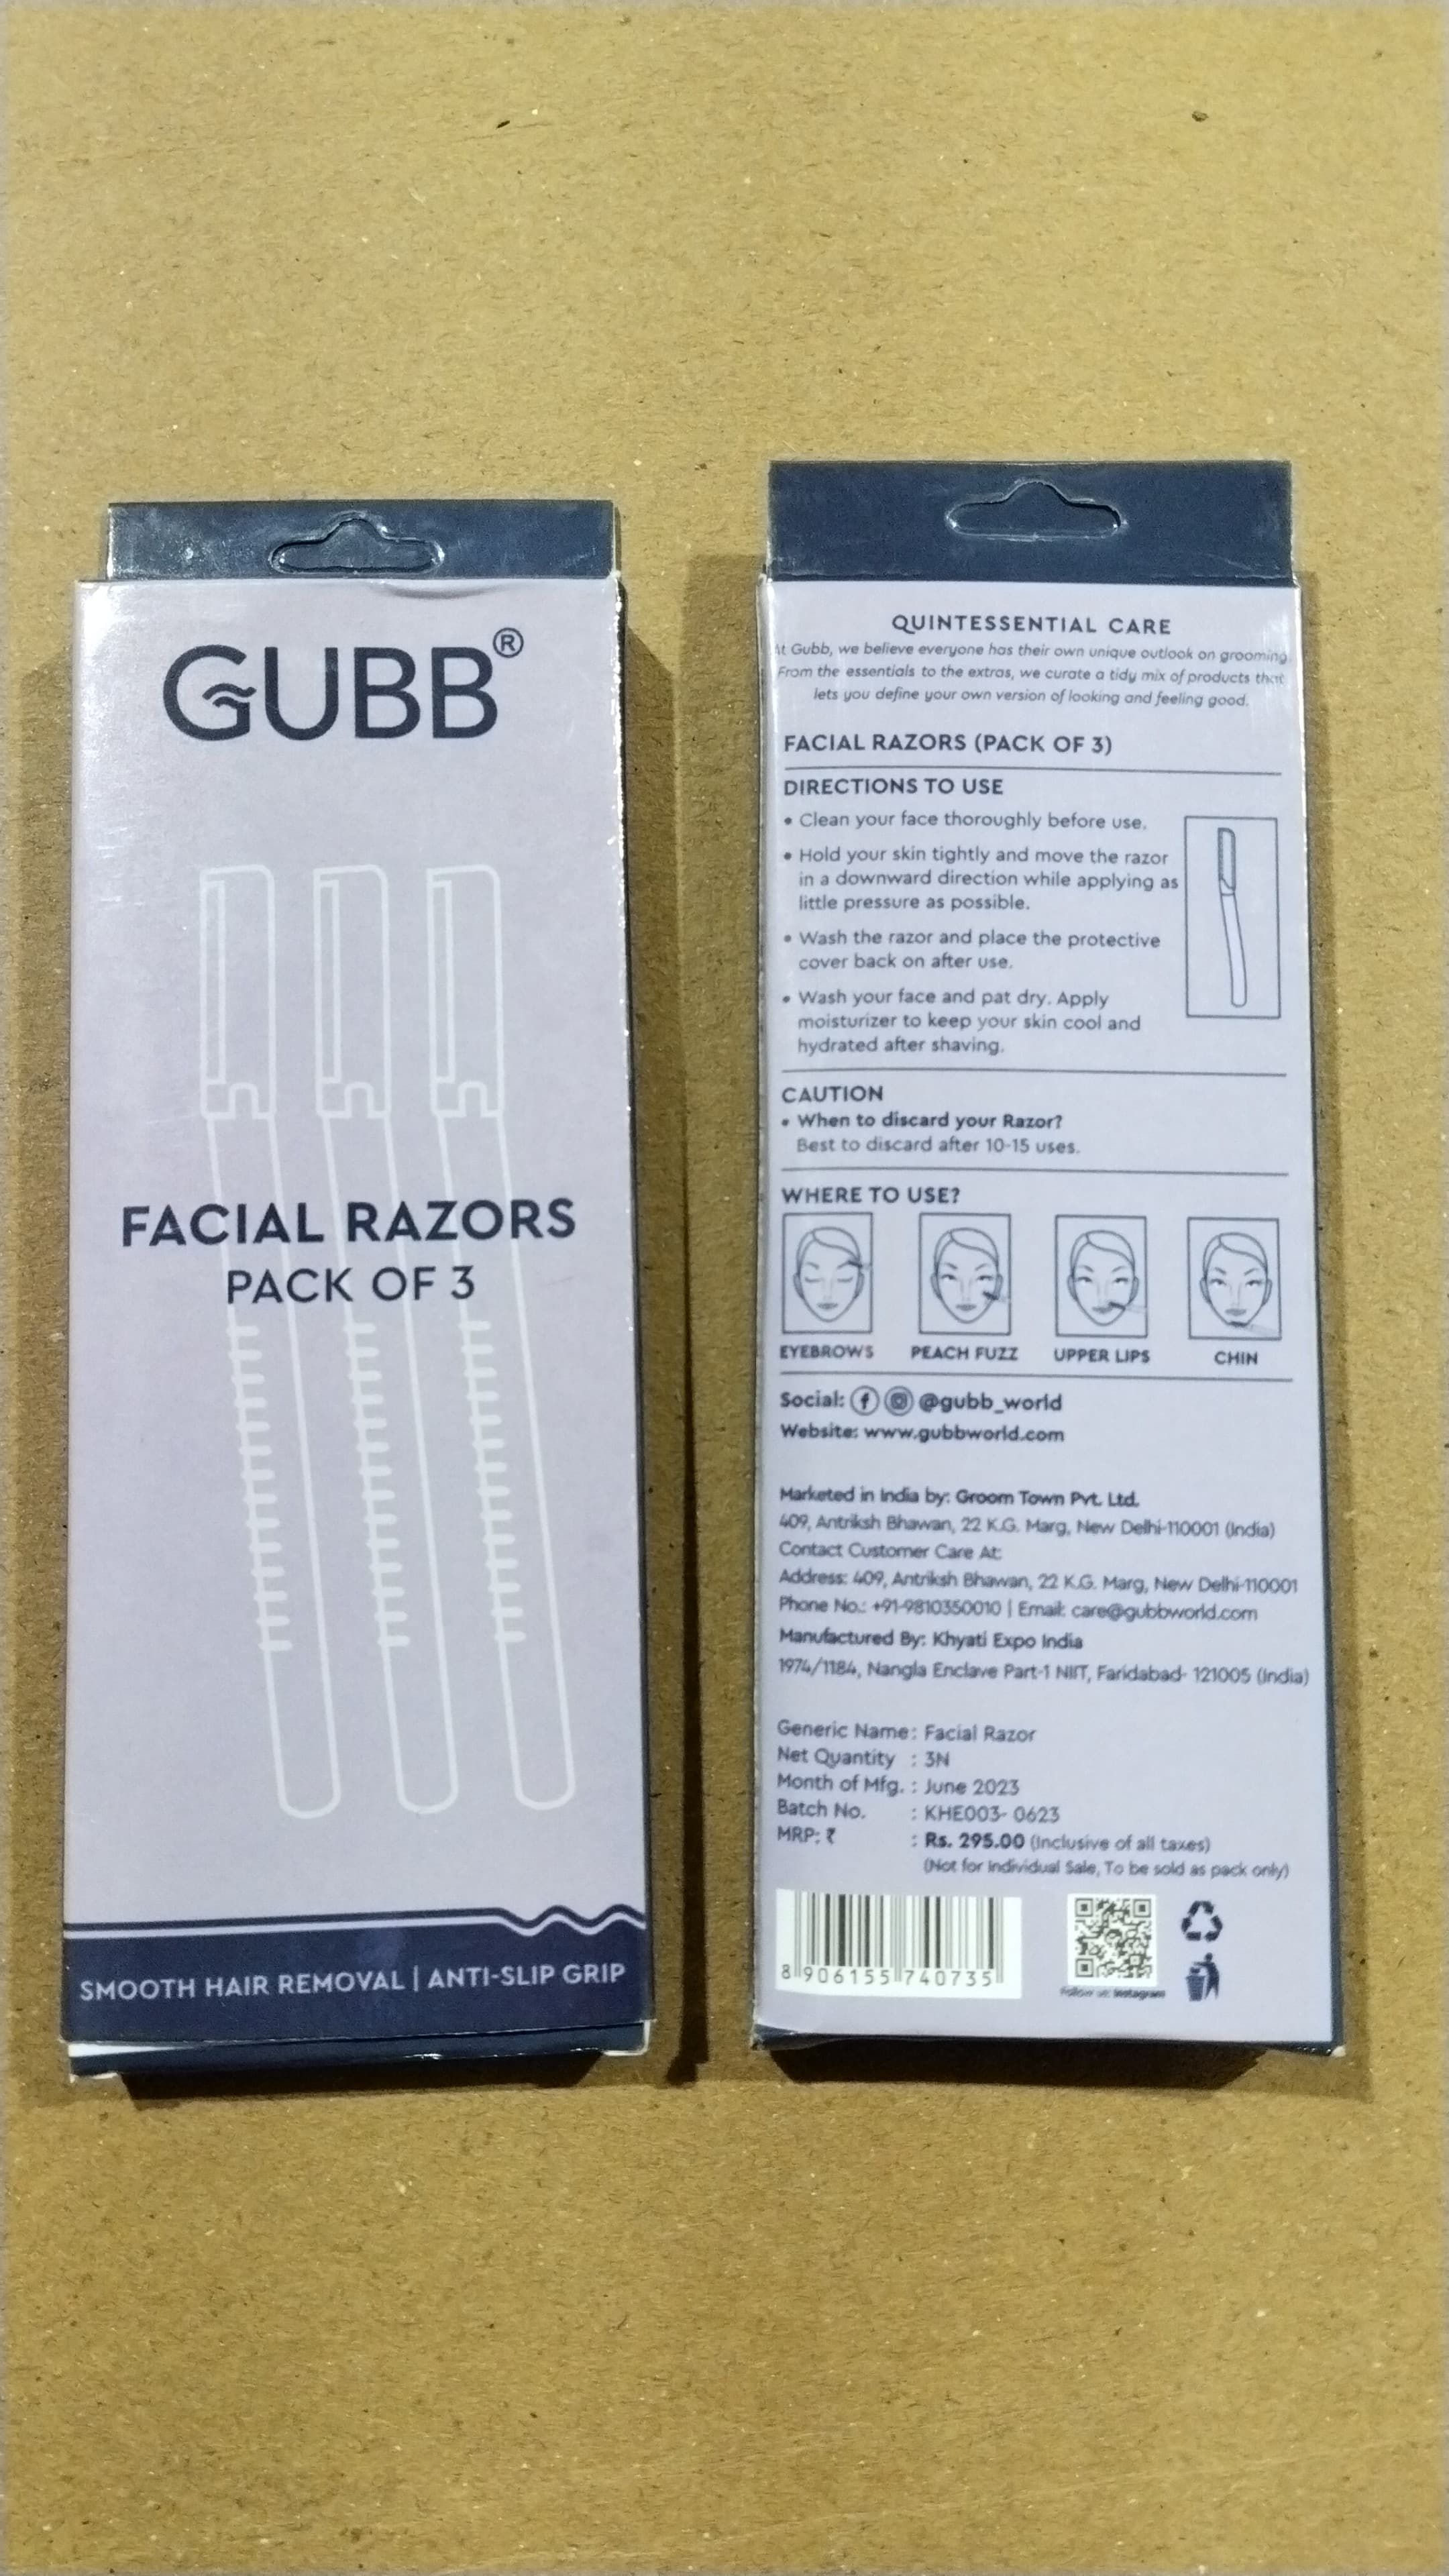 GUBB®
FACIAL RAZORS
PACK OF 3
SMOOTH HAIR REMOVAL | ANTI-SLIP GRIP
QUINTESSENTIAL CARE
At Gubb, we believe everyone has their own unique outlook on grooming.
From the essentials to the extras, we curate a tidy mix of products that
lets you define your own version of looking and feeling good.
FACIAL RAZORS (PACK OF 3)
DIRECTIONS TO USE
• Clean your face thoroughly before use.
• Hold your skin tightly and move the razor
in a downward direction while applying as
little pressure as possible.
• Wash the razor and place the protective
cover back on after use.
• Wash your face and pat dry. Apply
moisturizer to keep your skin cool and
hydrated after shaving.
CAUTION
• When to discard your Razor?
Best to discard after 10-15 uses.
WHERE TO USE?
EYEBROWS PEACH FUZZ UPPER LIPS CHIN
Social: @gubb_world
Website: www.gubbworld.com
Marketed in India by: Groom Town Pvt. Ltd.
409, Antriksh Bhawan, 22 K.G. Marg, New Delhi-110001 (India)
Contact Customer Care At:
Address: 409, Antriksh Bhawan, 22 K.G. Marg, New Delhi-110001
Phone No.: +91-9810350010 | Email: care@gubbworld.com
Manufactured By: Khyati Expo India
1974/1184, Nangla Enclave Part-1 NIIT, Faridabad- 121005 (India)
Generic Name : Facial Razor
Net Quantity : 3N
Month of Mfg. : June 2023
Batch No. : KHE003- 0623
MRP: ₹ : Rs. 295.00 (Inclusive of all taxes)
(Not for Individual Sale, To be sold as pack only)
8 906155 740735
Follow us: Instagram